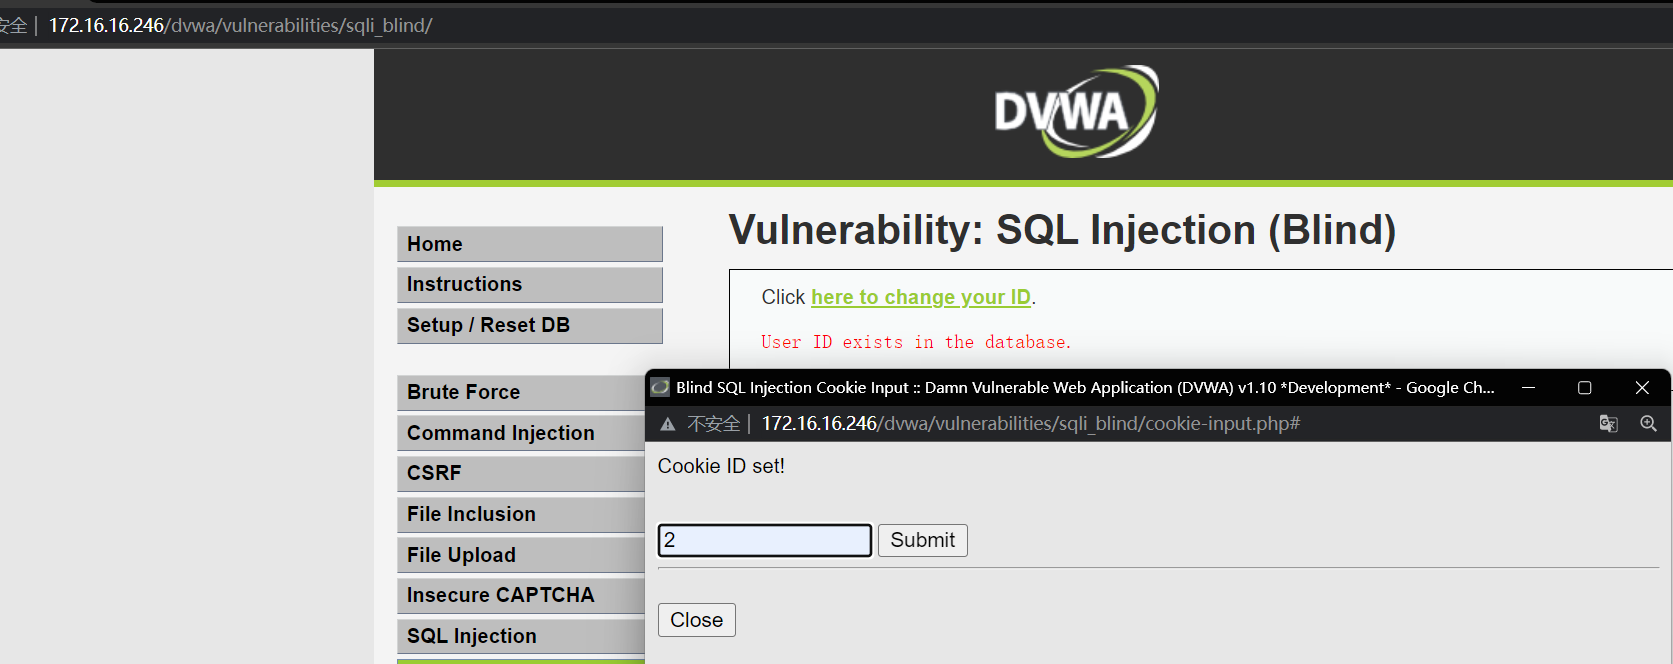 安全 | 172.16.16.246/dvwa/vulnerabilities/sqli_blind/
DVWA
Vulnerability: SQL Injection (Blind)
Home
Instructions
Setup / Reset DB
Brute Force
Command Injection
CSRF
File Inclusion
File Upload
Insecure CAPTCHA
SQL Injection
Click here to change your ID.
User ID exists in the database.
Blind SQL Injection Cookie Input :: Damn Vulnerable Web Application (DVWA) v1.10 *Development* - Google Ch...
不安全 | 172.16.16.246/dvwa/vulnerabilities/sqli_blind/cookie-input.php#
Cookie ID set!
2 Submit
Close